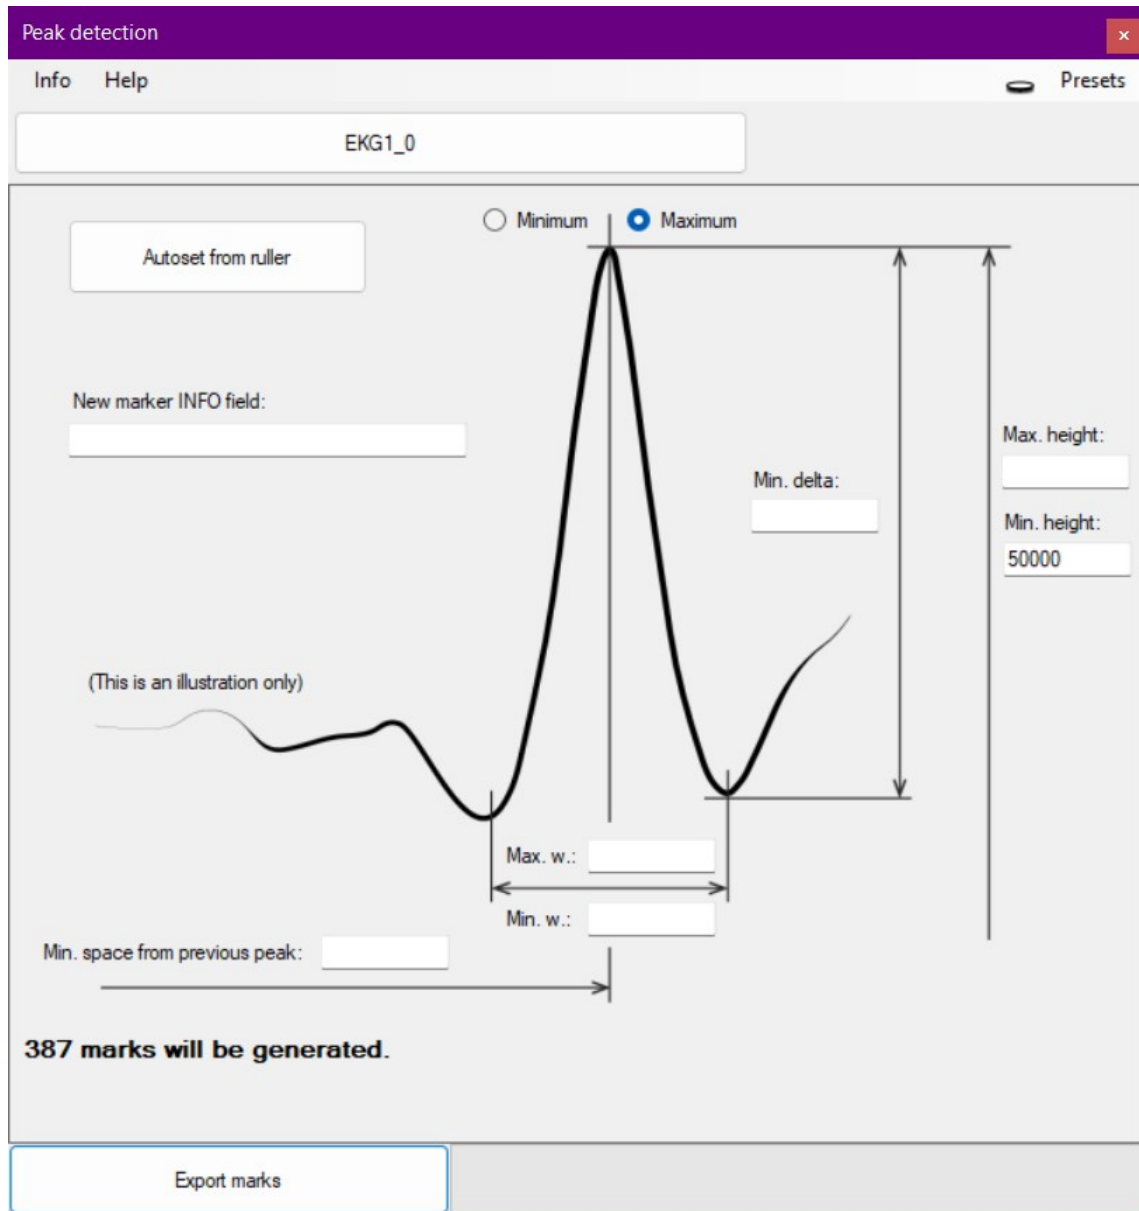 Peak detection
Info Help Presets
EKG1_0
Minimum Maximum
Autoset from ruller
New marker INFO field:
Max. height:
Min. delta:
Min. height:
50000
(This is an illustration only)
Max. w.:
Min. w.:
Min. space from previous peak:
387 marks will be generated.
Export marks